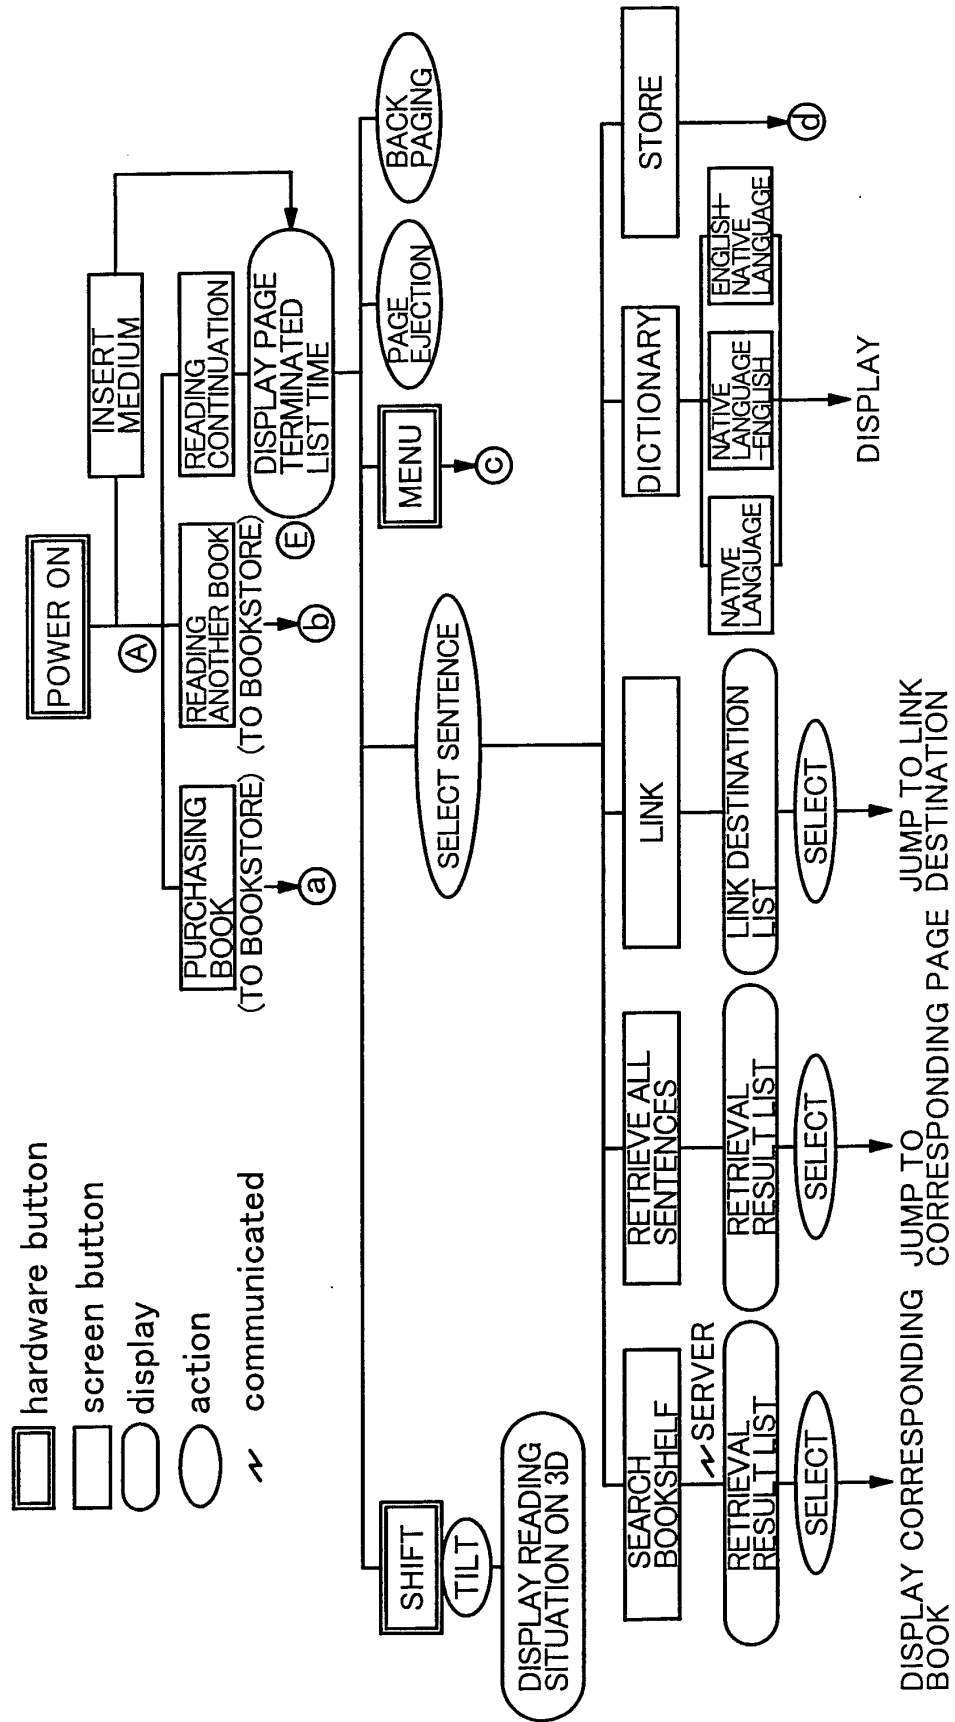 hardware button
screen button
display
action
communicated
POWER ON
INSERT
MEDIUM
A
PURCHASING
BOOK
(TO BOOKSTORE)
a
READING
ANOTHER BOOK
(TO BOOKSTORE)
b
READING
CONTINUATION
DISPLAY PAGE
TERMINATED
LIST TIME
E
SHIFT
TILT
DISPLAY READING
SITUATION ON 3D
SELECT SENTENCE
MENU
c
PAGE
EJECTION
BACK
PAGING
SEARCH
BOOKSHELF
SERVER
RETRIEVAL
RESULT LIST
SELECT
DISPLAY CORRESPONDING
BOOK
RETRIEVE ALL
SENTENCES
RETRIEVAL
RESULT LIST
SELECT
JUMP TO
CORRESPONDING PAGE
LINK
LINK DESTINATION
LIST
SELECT
JUMP TO LINK
DESTINATION
DICTIONARY
NATIVE
LANGUAGE
NATIVE
LANGUAGE
-ENGLISH
ENGLISH-
NATIVE
LANGUAGE
DISPLAY
STORE
d